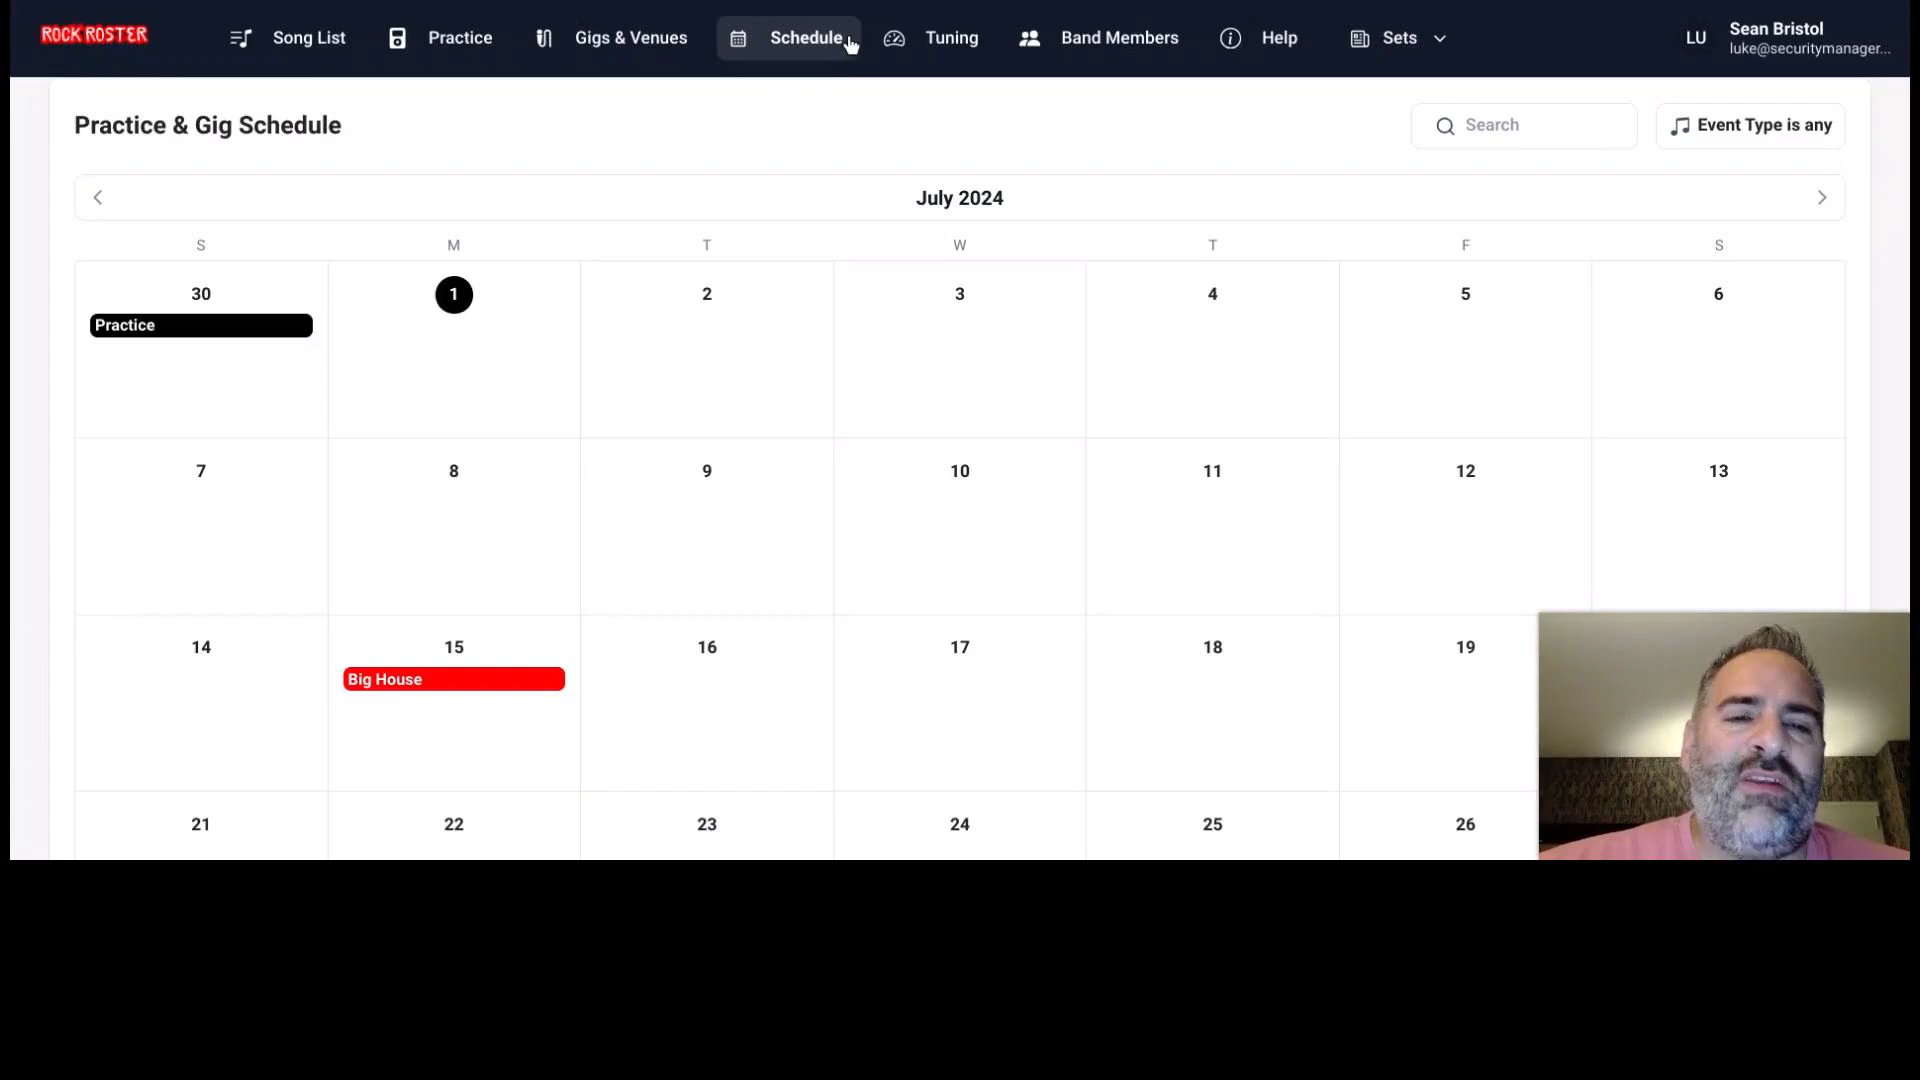 ROCK ROSTER
Song List
Practice
Gigs & Venues
Schedule
Tuning
Band Members
Help
Sets
LU
Sean Bristol
luke@securitymanager...
Practice & Gig Schedule
Search
Event Type is any
July 2024
S M T W T F S
30 1 2 3 4 5 6
Practice
7 8 9 10 11 12 13
14 15 16 17 18 19
Big House
21 22 23 24 25 26